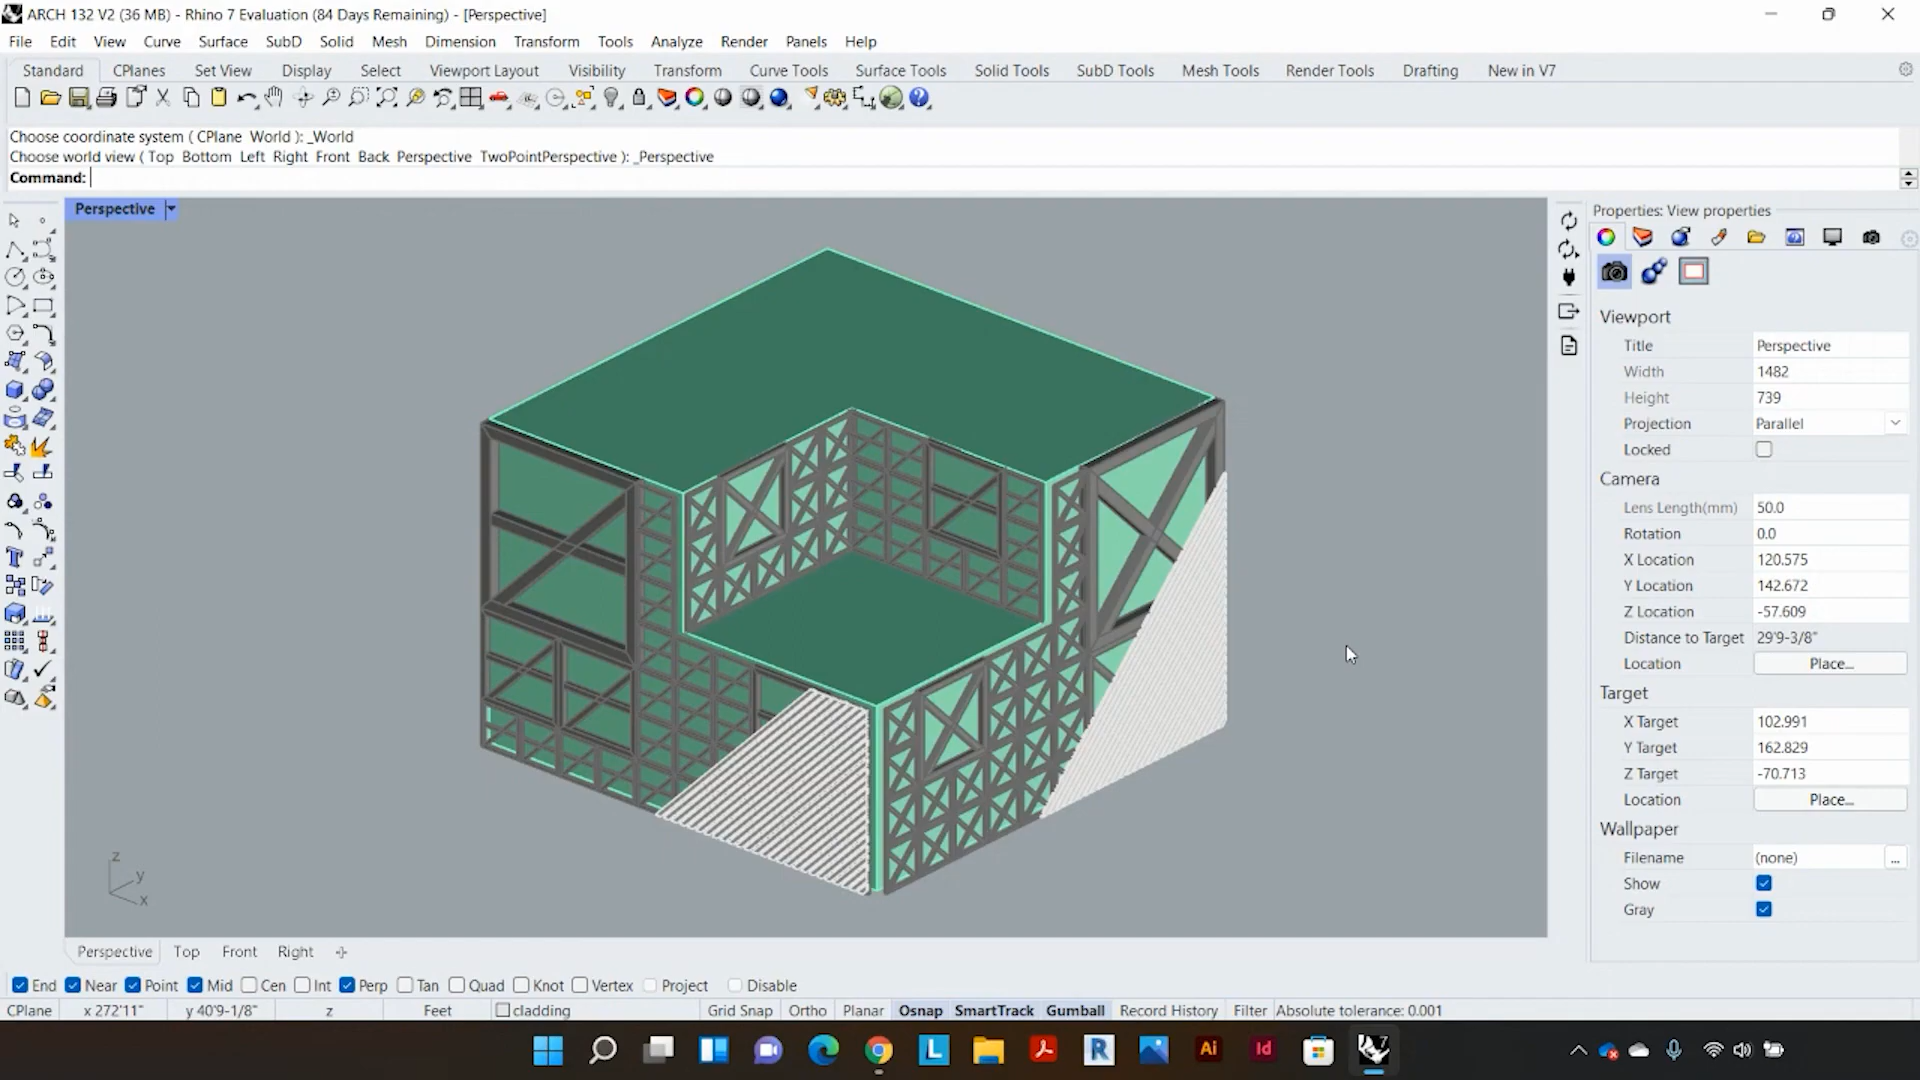 ARCH 132 V2 (36 MB) - Rhino 7 Evaluation (84 Days Remaining) - [Perspective]
File Edit View Curve Surface SubD Solid Mesh Dimension Transform Tools Analyze Render Panels Help
Standard CPlanes Set View Display Select Viewport Layout Visibility Transform Curve Tools Surface Tools Solid Tools SubD Tools Mesh Tools Render Tools Drafting New in V7
Choose coordinate system ( CPlane World ): _World
Choose world view ( Top Bottom Left Right Front Back Perspective TwoPointPerspective ): _Perspective
Command:
Perspective
Properties: View properties
Viewport
Title Perspective
Width 1482
Height 739
Projection Parallel
Locked
Camera
Lens Length(mm) 50.0
Rotation 0.0
X Location 120.575
Y Location 142.672
Z Location -57.609
Distance to Target 29'9-3/8"
Location Place...
Target
X Target 102.991
Y Target 162.829
Z Target -70.713
Location Place...
Wallpaper
Filename (none) ...
Show
Gray
z
y
x
Perspective Top Front Right
End Near Point Mid Cen Int Perp Tan Quad Knot Vertex Project Disable
CPlane x 272'11" y 40'9-1/8" z Feet cladding Grid Snap Ortho Planar Osnap SmartTrack Gumball Record History Filter Absolute tolerance: 0.001
L R Ai Id 7